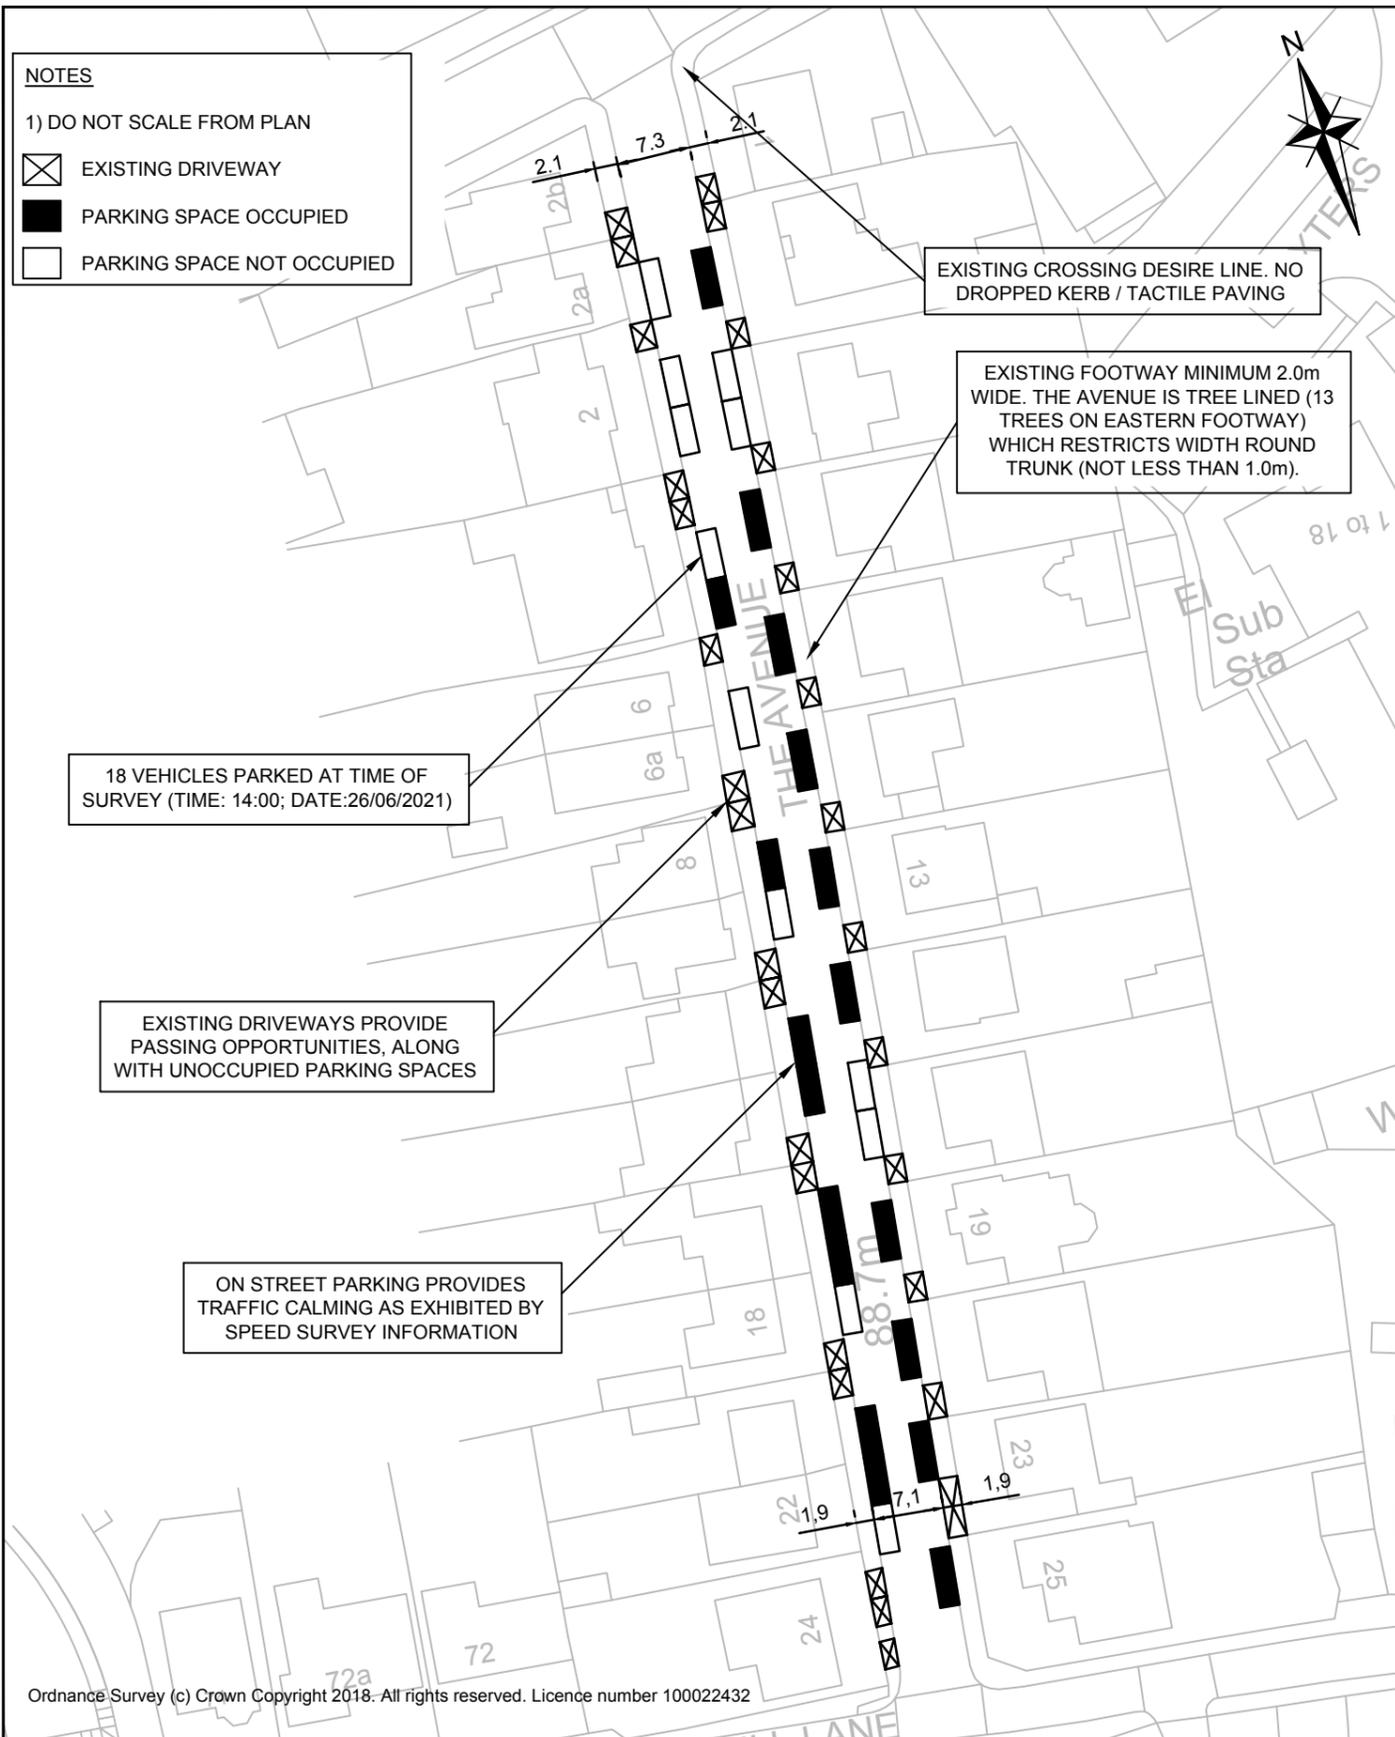 NOTES
1) DO NOT SCALE FROM PLAN
EXISTING DRIVEWAY
PARKING SPACE OCCUPIED
PARKING SPACE NOT OCCUPIED
N
2.1
7.3
2.1
2b
2a
2
EXISTING CROSSING DESIRE LINE. NO
DROPPED KERB / TACTILE PAVING
EXISTING FOOTWAY MINIMUM 2.0m
WIDE. THE AVENUE IS TREE LINED (13
TREES ON EASTERN FOOTWAY)
WHICH RESTRICTS WIDTH ROUND
TRUNK (NOT LESS THAN 1.0m).
1 to 18
El
Sub
Sta
THE AVENUE
6
6a
18 VEHICLES PARKED AT TIME OF
SURVEY (TIME: 14:00; DATE:26/06/2021)
8
13
EXISTING DRIVEWAYS PROVIDE
PASSING OPPORTUNITIES, ALONG
WITH UNOCCUPIED PARKING SPACES
19
88.7m
ON STREET PARKING PROVIDES
TRAFFIC CALMING AS EXHIBITED BY
SPEED SURVEY INFORMATION
18
23
22
1,9
7,1
1,9
25
24
72
72a
Ordnance Survey (c) Crown Copyright 2018. All rights reserved. Licence number 100022432
LANE